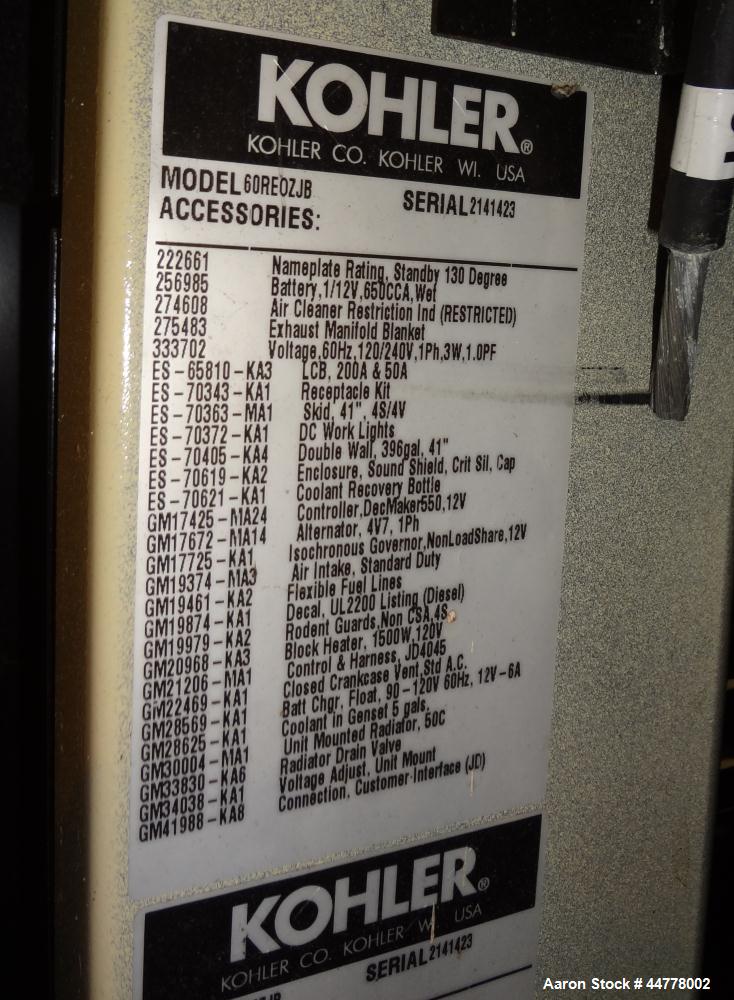 KOHLER®
KOHLER CO. KOHLER WI. USA
MODEL 60REOZJB SERIAL 2141423
ACCESSORIES:
222661 Nameplate Rating, Standby 130 Degree
256985 Battery,1/12V,650CCA,Wet
274608 Air Cleaner Restriction Ind (RESTRICTED)
275483 Exhaust Manifold Blanket
333702 Voltage,60Hz,120/240V,1Ph,3W,1.0PF
ES-65810-KA3 LCB, 200A & 50A
ES-70343-KA1 Receptacle Kit
ES-70363-MA1 Skid, 41", 4S/4V
ES-70372-KA1 DC Work Lights
ES-70405-KA4 Double Wall, 396gal, 41"
ES-70619-KA2 Enclosure, Sound Shield, Crit Sil, Cap
ES-70621-KA1 Coolant Recovery Bottle
GM17425-MA24 Controller,DecMaker550,12V
GM17672-MA14 Alternator, 4V7, 1Ph
GM17725-KA1 Isochronous Governor,NonLoadShare,12V
GM19374-MA3 Air Intake, Standard Duty
GM19461-KA2 Flexible Fuel Lines
GM19874-KA1 Decal, UL2200 Listing (Diesel)
GM19979-KA2 Rodent Guards,Non CSA,4S
GM20968-KA3 Block Heater, 1500W,120V
GM21206-MA1 Control & Harness, JD4045
GM22469-KA1 Closed Crankcase Vent,Std A.C.
GM28569-KA1 Batt Chgr, Float, 90-120V 60Hz, 12V-6A
GM28625-KA1 Coolant in Genset 5 gals,
GM30004-MA1 Unit Mounted Radiator, 50C
GM33830-KA6 Radiator Drain Valve
GM34038-KA1 Voltage Adjust, Unit Mount
GM41988-KA8 Connection, Customer-Interface (JD)
KOHLER®
KOHLER CO. KOHLER WI. USA
SERIAL 2141423
Aaron Stock # 44778002